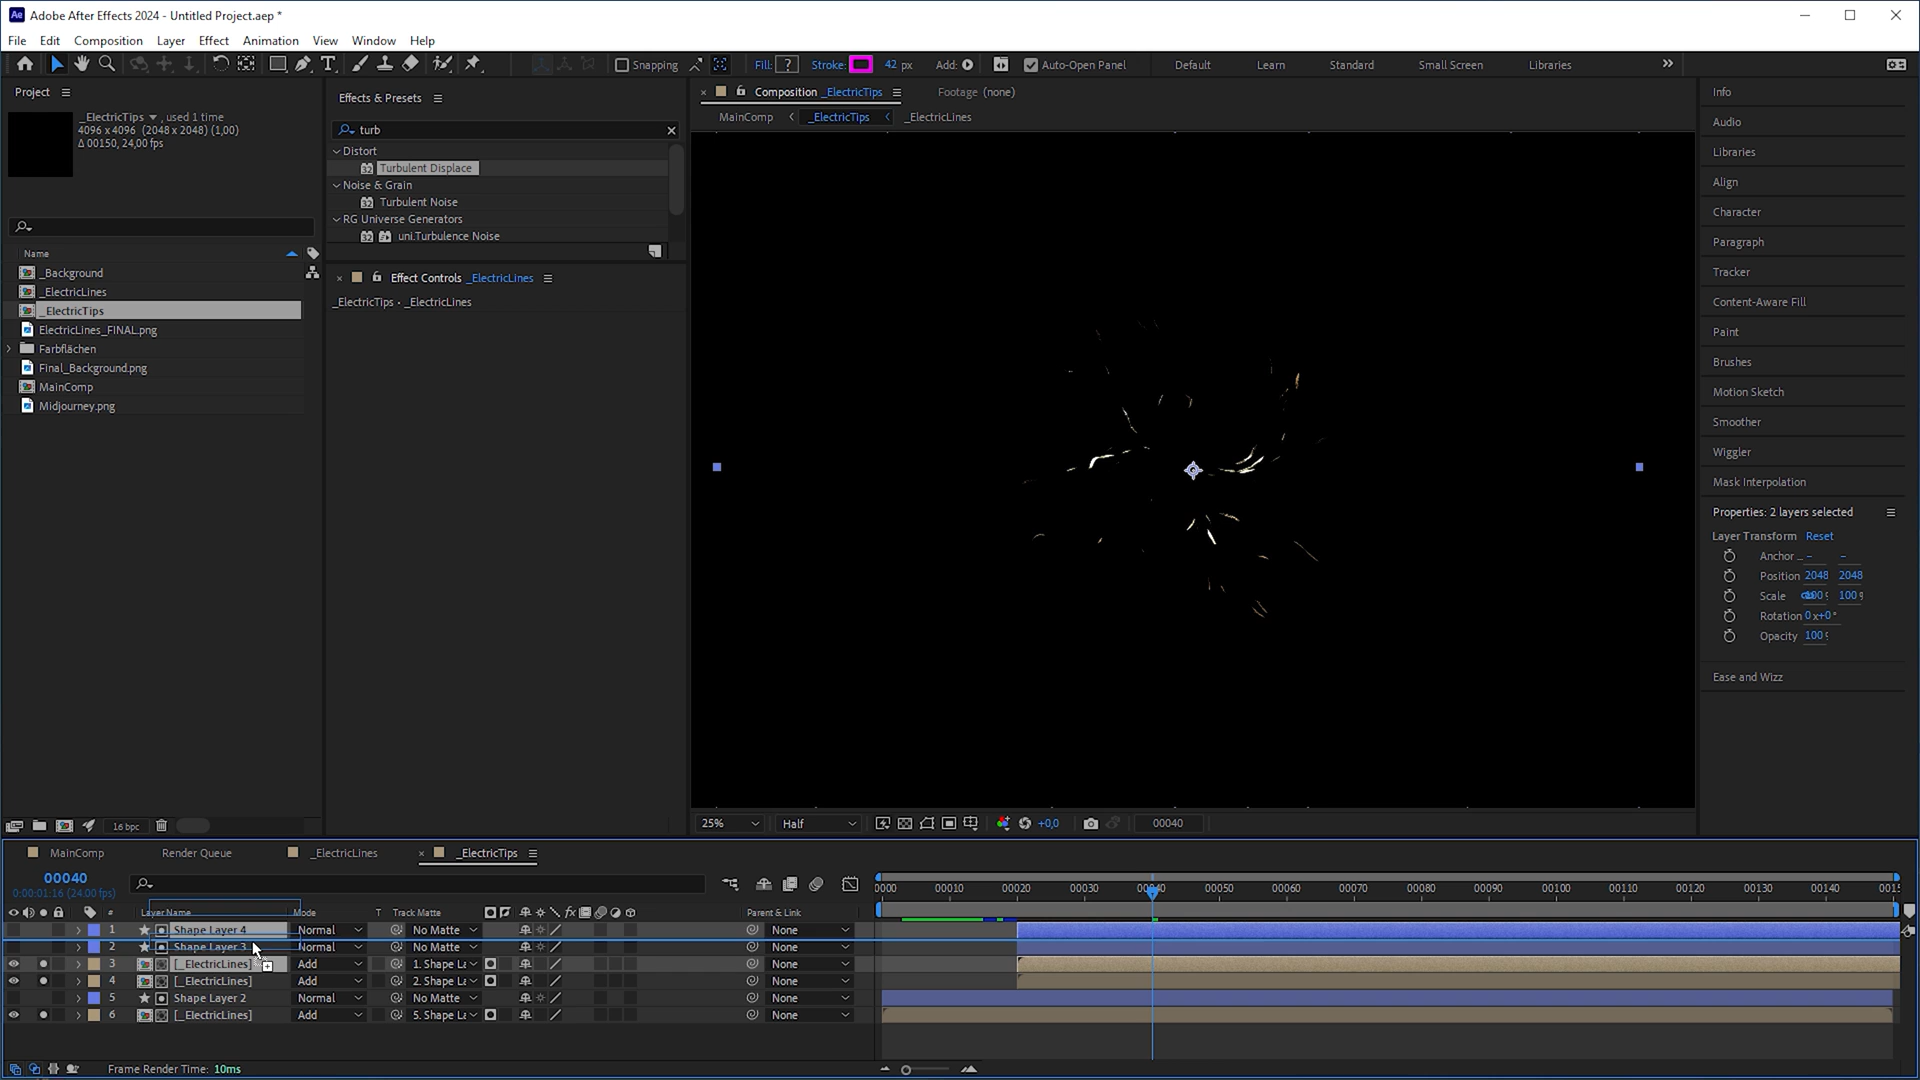 Adobe After Effects 2024 - Untitled Project.aep *
File Edit Composition Layer Effect Animation View Window Help
Snapping Fill: ? Stroke: 42 px Add: Auto-Open Panel Default Learn Standard Small Screen Libraries
Project
_ElectricTips , used 1 time
4096 x 4096 (2048 x 2048) (1,00)
Δ 00150, 24,00 fps
Name
_Background
_ElectricLines
_ElectricTips
ElectricLines_FINAL.png
Farbflächen
Final_Background.png
MainComp
Midjourney.png
16 bpc
Effects & Presets
turb
Distort
Turbulent Displace
Noise & Grain
Turbulent Noise
RG Universe Generators
uni.Turbulence Noise
Effect Controls _ElectricLines
_ElectricTips · _ElectricLines
Composition _ElectricTips
Footage (none)
MainComp _ElectricTips _ElectricLines
25% Half +0,0 00040
Info
Audio
Libraries
Align
Character
Paragraph
Tracker
Content-Aware Fill
Paint
Brushes
Motion Sketch
Smoother
Wiggler
Mask Interpolation
Properties: 2 layers selected
Layer Transform Reset
Anchor ... – –
Position 2048 2048
Scale 100
Rotation 0x+0°
Opacity 100
Ease and Wizz
MainComp Render Queue _ElectricLines _ElectricTips
00040
0:00:01:16 (24.00 fps)
0000 00010 00020 00030 00040 00050 00060 00070 00080 00090 00100 00110 00120 00130 00140 0015
# Layer Name Mode T Track Matte Parent & Link
1 Shape Layer 4 Normal No Matte None
2 Shape Layer 3 Normal No Matte None
3 [_ElectricLines] Add 1. Shape La None
4 [_ElectricLines] Add 2. Shape La None
5 Shape Layer 2 Normal No Matte None
6 [_ElectricLines] Add 5. Shape La None
Frame Render Time: 10ms